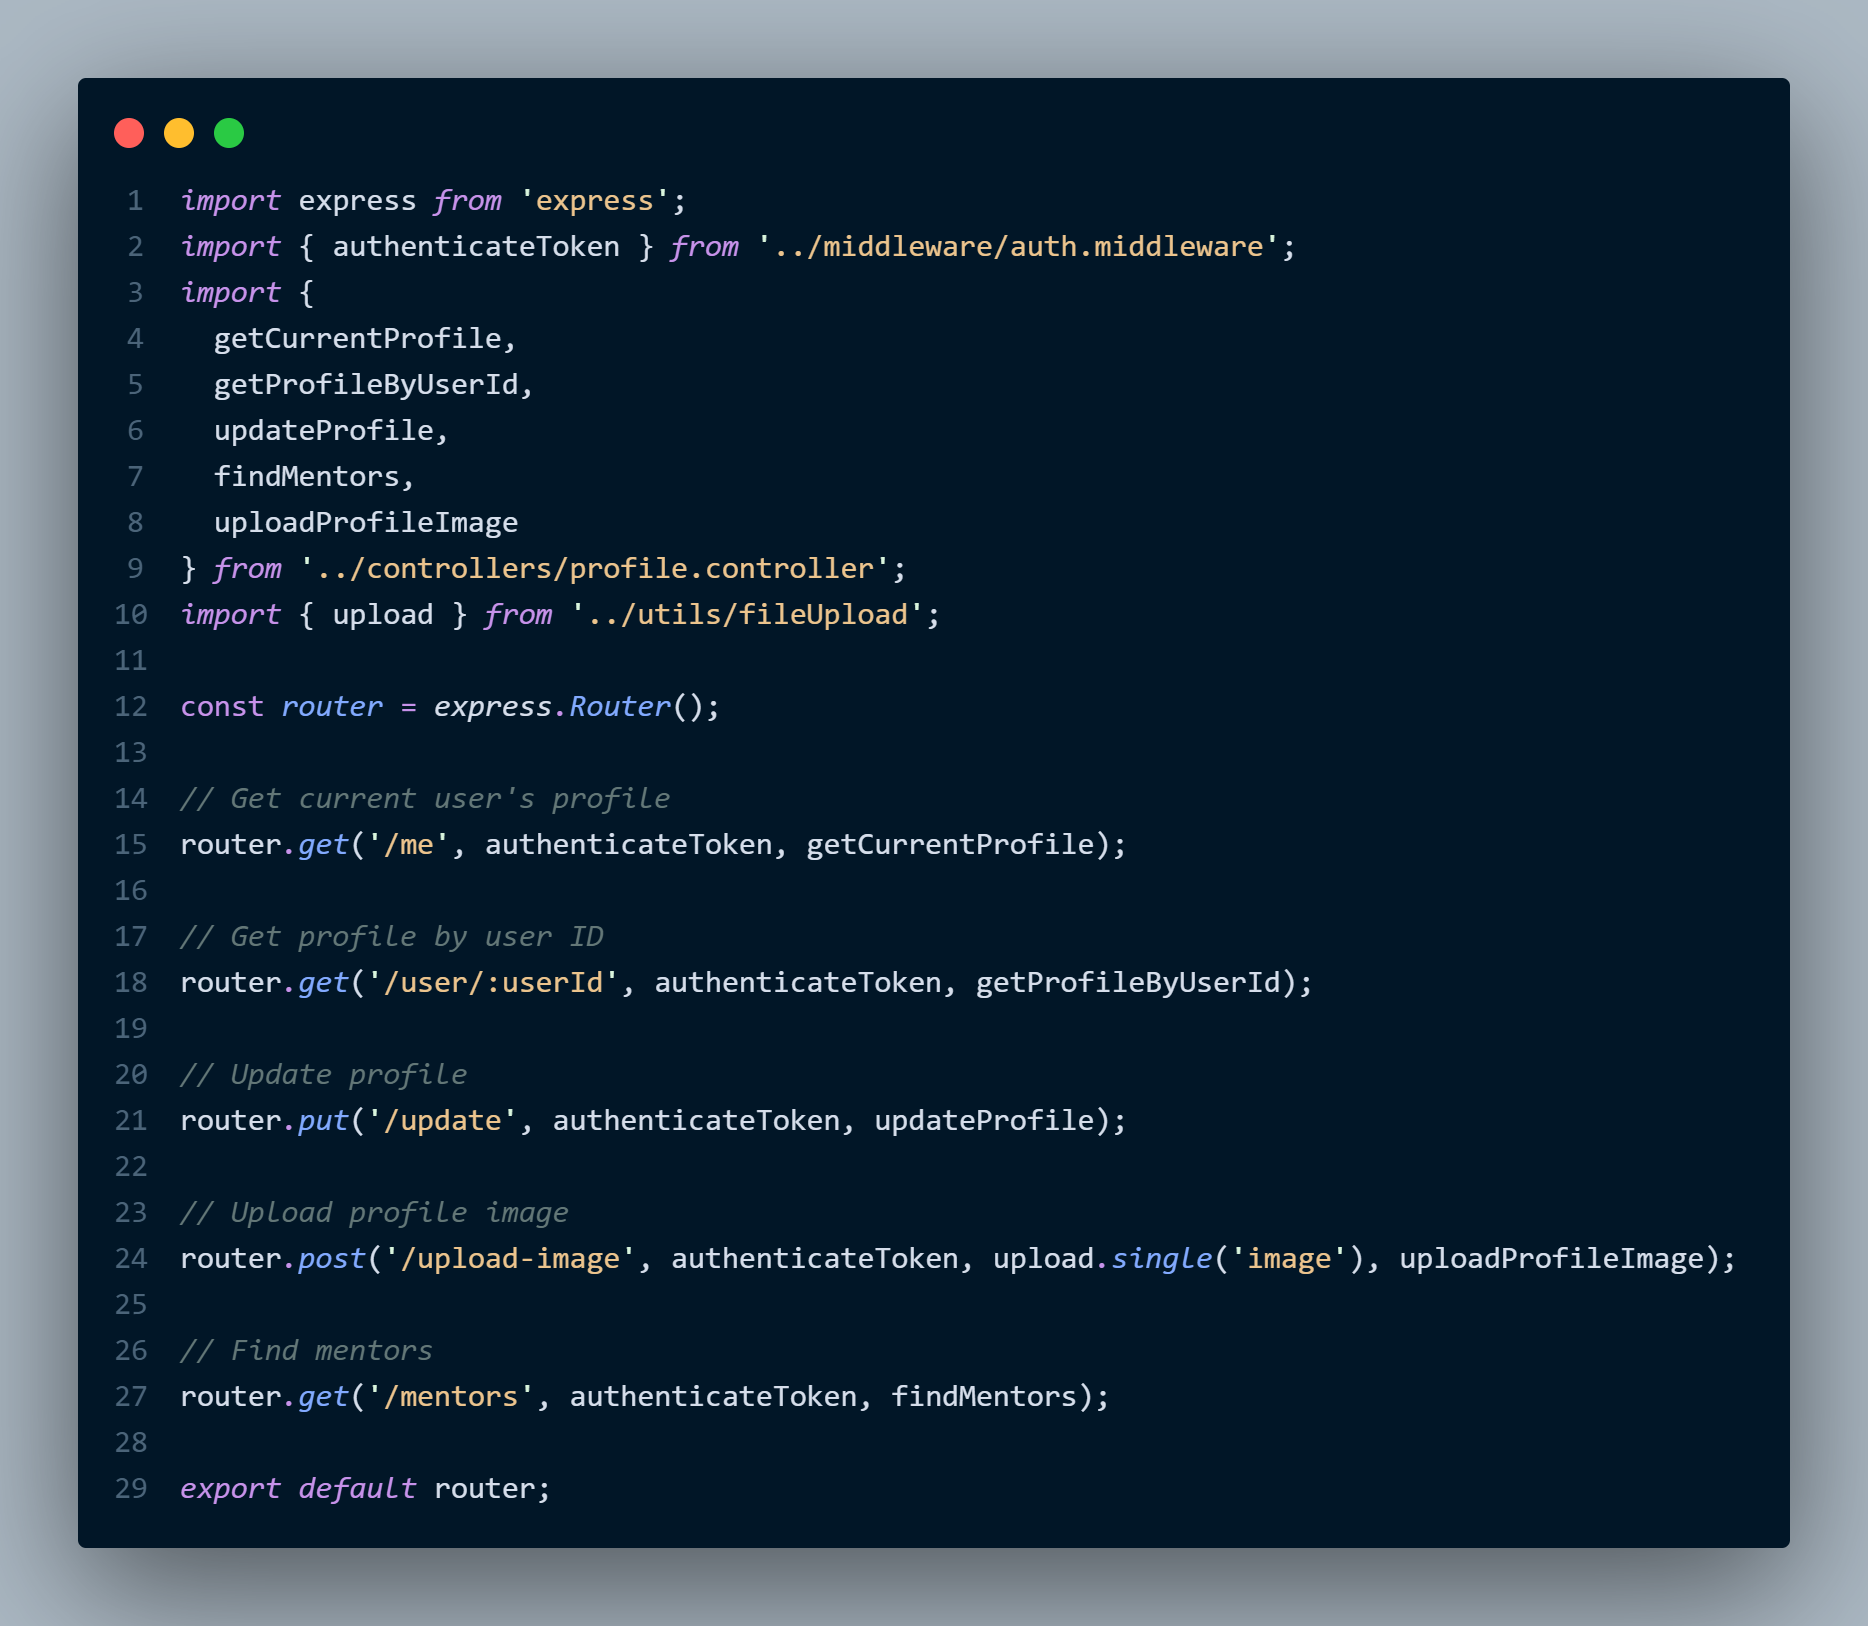 1 import express from 'express';
2 import { authenticateToken } from '../middleware/auth.middleware';
3 import {
4   getCurrentProfile,
5   getProfileByUserId,
6   updateProfile,
7   findMentors,
8   uploadProfileImage
9 } from '../controllers/profile.controller';
10 import { upload } from '../utils/fileUpload';
11
12 const router = express.Router();
13
14 // Get current user's profile
15 router.get('/me', authenticateToken, getCurrentProfile);
16
17 // Get profile by user ID
18 router.get('/user/:userId', authenticateToken, getProfileByUserId);
19
20 // Update profile
21 router.put('/update', authenticateToken, updateProfile);
22
23 // Upload profile image
24 router.post('/upload-image', authenticateToken, upload.single('image'), uploadProfileImage);
25
26 // Find mentors
27 router.get('/mentors', authenticateToken, findMentors);
28
29 export default router;